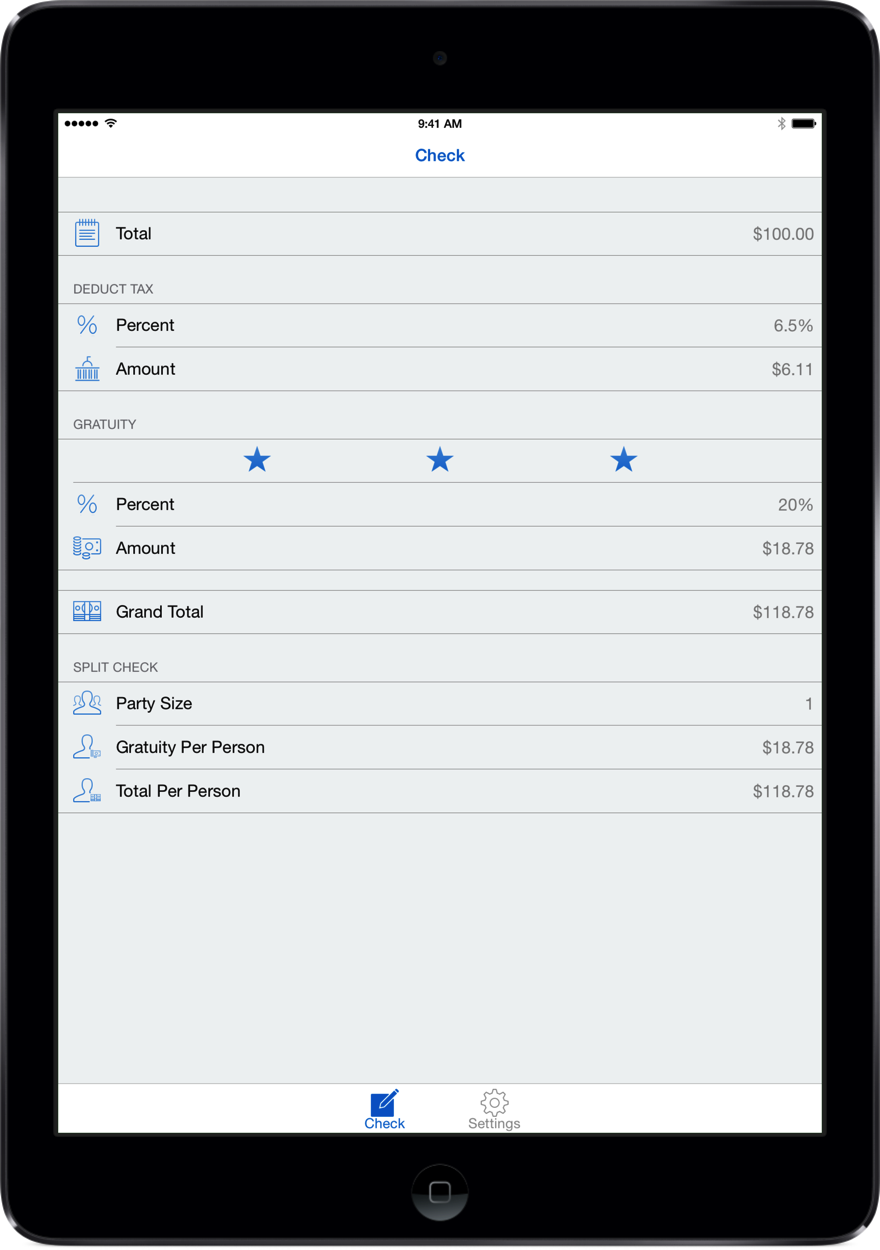 9:41 AM
Check
Total $100.00
DEDUCT TAX
% Percent 6.5%
Amount $6.11
GRATUITY
% Percent 20%
Amount $18.78
Grand Total $118.78
SPLIT CHECK
Party Size 1
Gratuity Per Person $18.78
Total Per Person $118.78
Check Settings